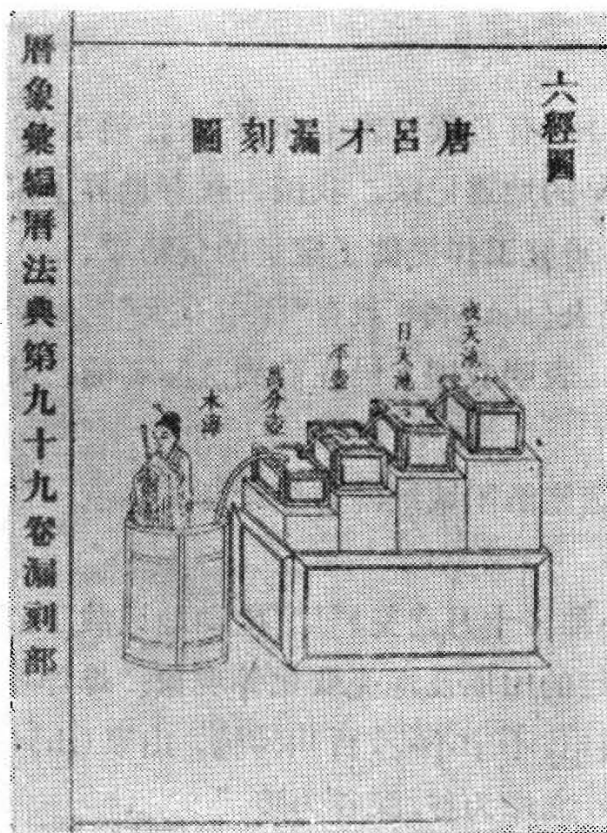 六經圖
唐呂才漏刻圖
夜天池
日天池
平壺
萬分壺
水海
曆象彙編曆法典第九十九卷漏刻部